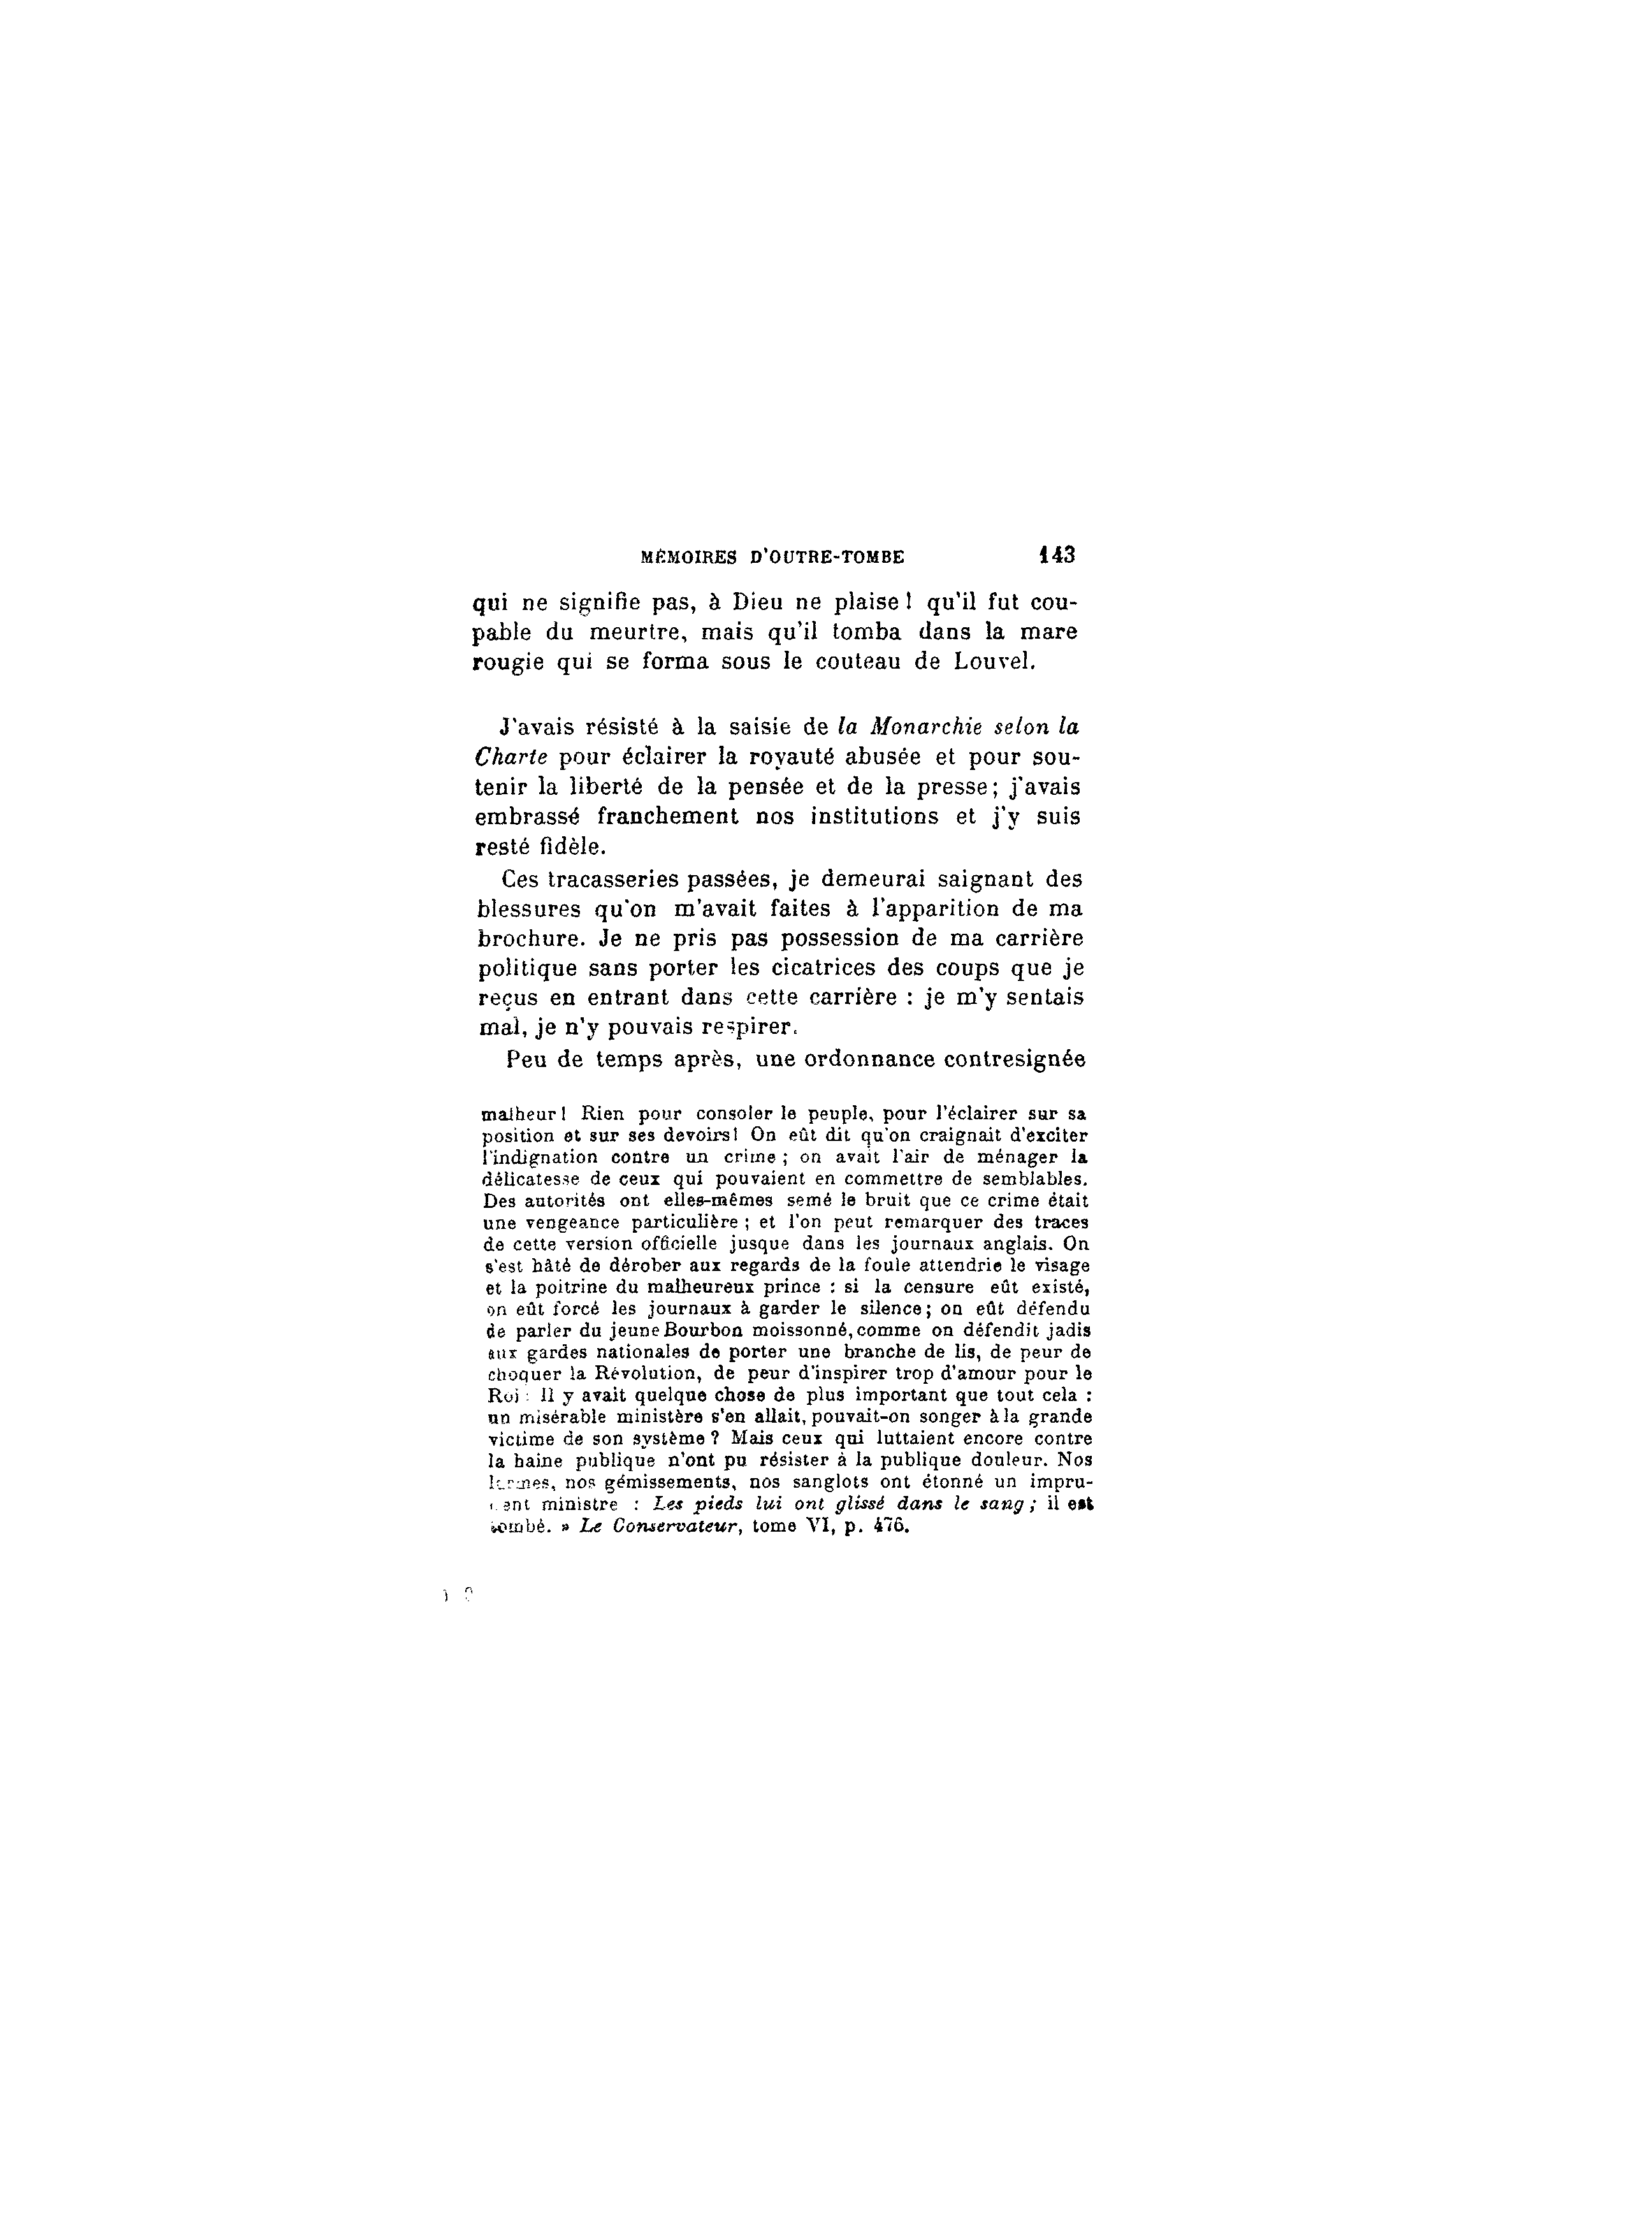 MÉMOIRES D'OUTRE-TOMBE 143
qui ne signifie pas, à Dieu ne plaise! qu'il fut cou-
pable du meurtre, mais qu'il tomba dans la mare
rougie qui se forma sous le couteau de Louvel.
J'avais résisté à la saisie de la Monarchie selon la
Charte pour éclairer la royauté abusée et pour sou-
tenir la liberté de la pensée et de la presse; j'avais
embrassé franchement nos institutions et j'y suis
resté fidèle.
Ces tracasseries passées, je demeurai saignant des
blessures qu'on m'avait faites à l'apparition de ma
brochure. Je ne pris pas possession de ma carrière
politique sans porter les cicatrices des coups que je
reçus en entrant dans cette carrière : je m'y sentais
mal, je n'y pouvais respirer.
Peu de temps après, une ordonnance contresignée
malheur! Rien pour consoler le peuple, pour l'éclairer sur sa
position et sur ses devoirs! On eût dit qu'on craignait d'exciter
l'indignation contre un crime; on avait l'air de ménager la
délicatesse de ceux qui pouvaient en commettre de semblables.
Des autorités ont elles-mêmes semé le bruit que ce crime était
une vengeance particulière; et l'on peut remarquer des traces
de cette version officielle jusque dans les journaux anglais. On
s'est hâté de dérober aux regards de la foule attendrie le visage
et la poitrine du malheureux prince : si la censure eût existé,
on eût forcé les journaux à garder le silence; on eût défendu
de parler du jeune Bourbon moissonné, comme on défendit jadis
aux gardes nationales de porter une branche de lis, de peur de
choquer la Révolution, de peur d'inspirer trop d'amour pour le
Roi : Il y avait quelque chose de plus important que tout cela :
un misérable ministère s'en allait, pouvait-on songer à la grande
victime de son système? Mais ceux qui luttaient encore contre
la haine publique n'ont pu résister à la publique douleur. Nos
larmes, nos gémissements, nos sanglots ont étonné un impru-
dent ministre : Les pieds lui ont glissé dans le sang; il est
tombé. » Le Conservateur, tome VI, p. 476.